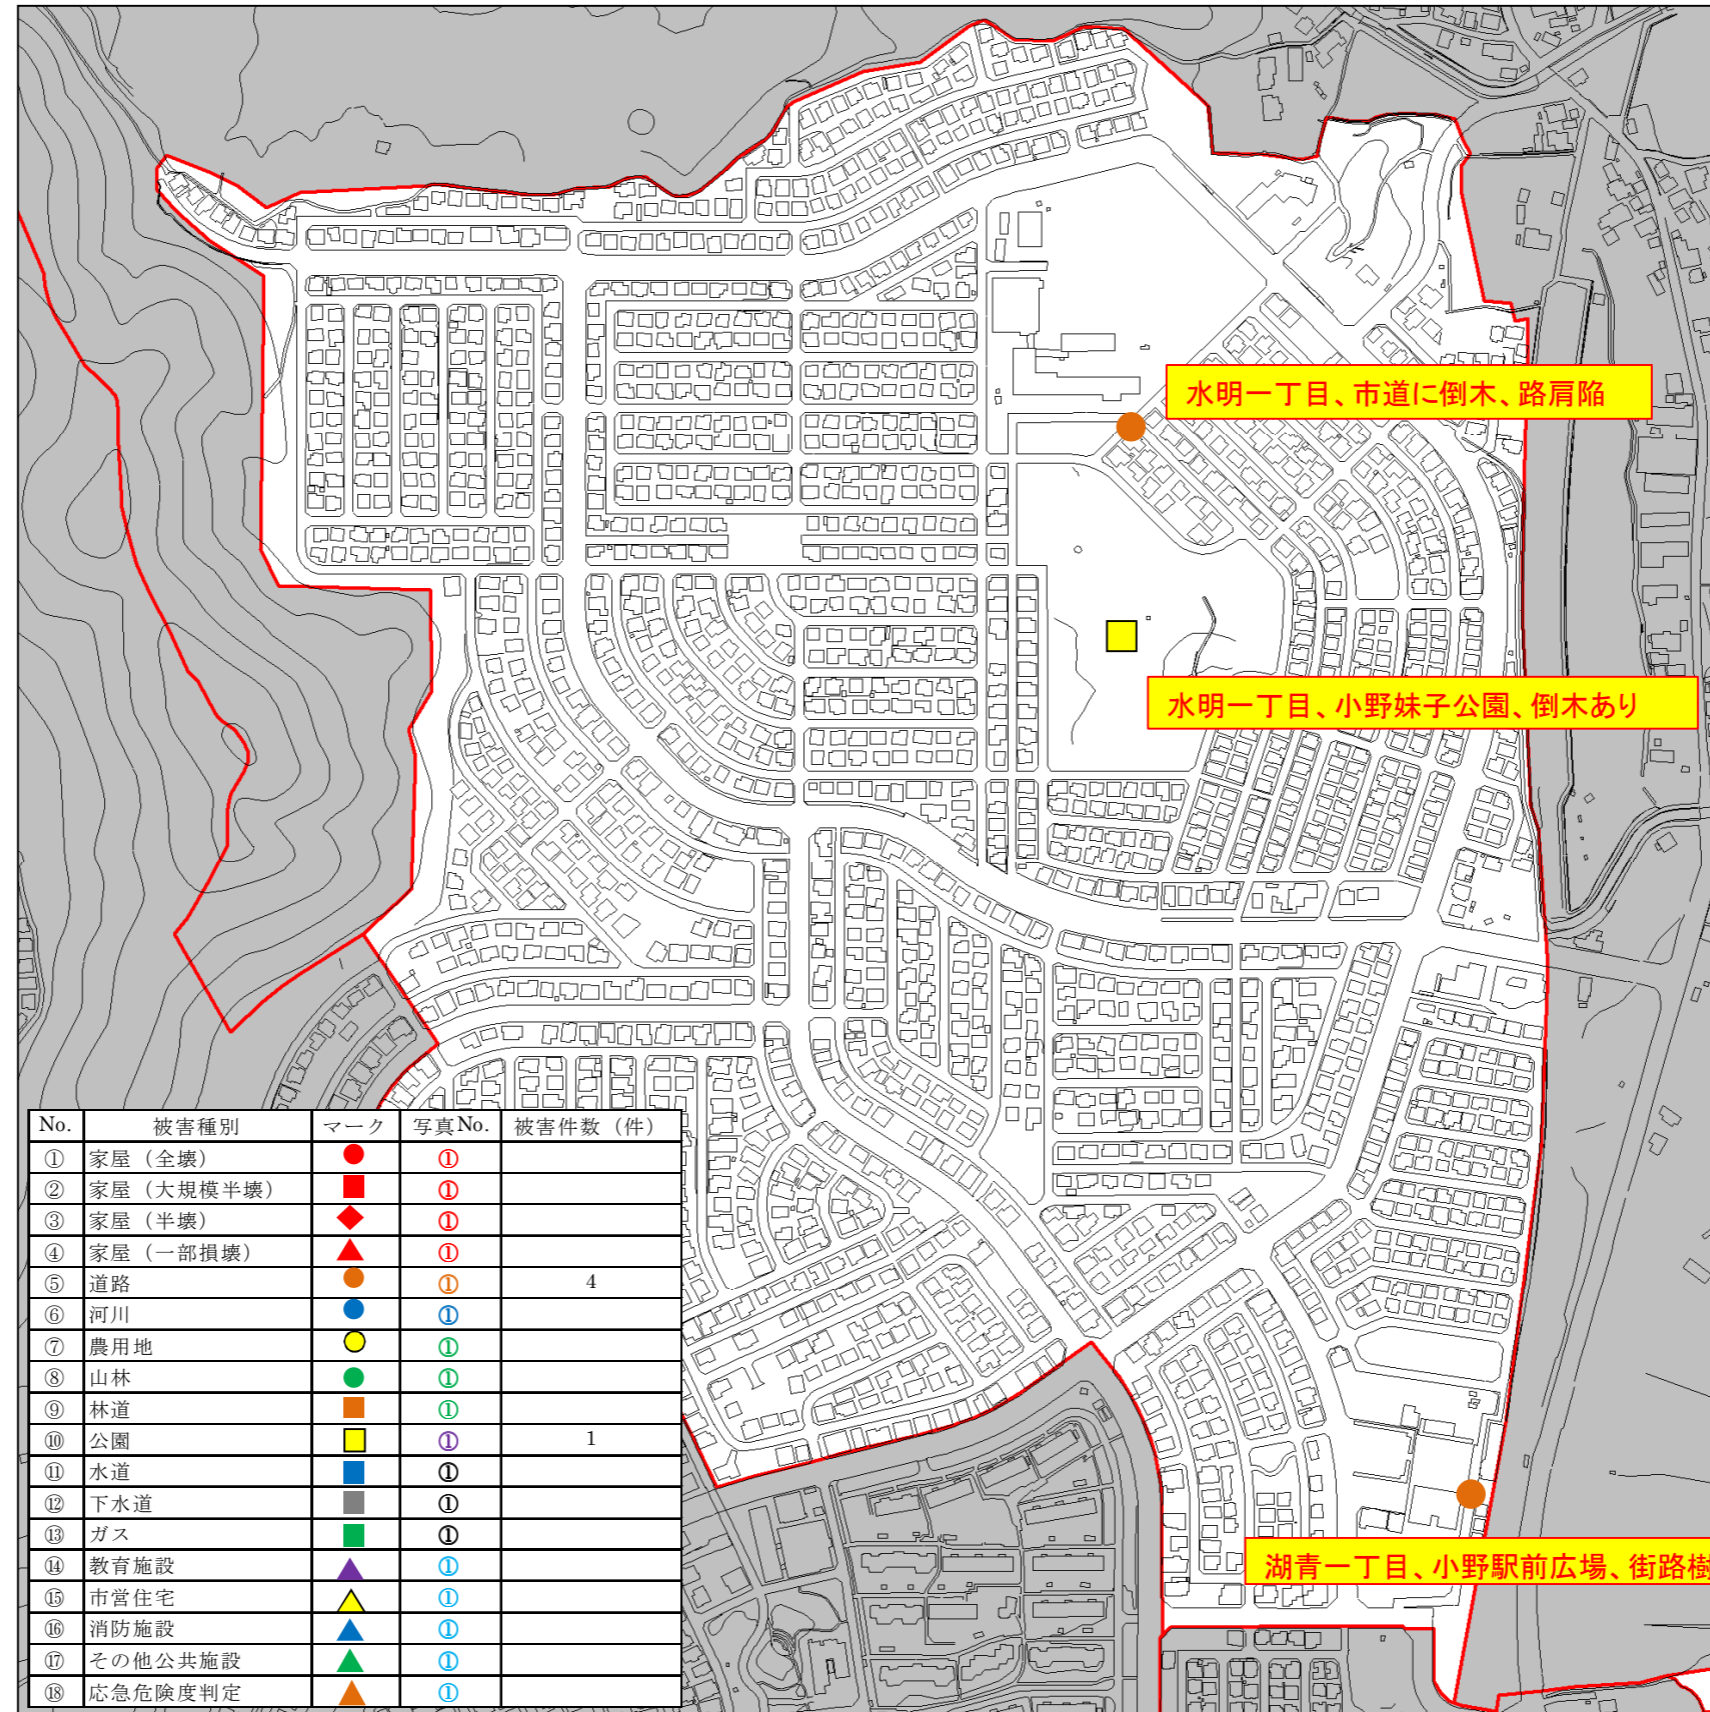 水明一丁目、市道に倒木、路肩陥
水明一丁目、小野妹子公園、倒木あり
湖青一丁目、小野駅前広場、街路樹
No. 被害種別 マーク 写真No. 被害件数（件）
① 家屋（全壊） ①
② 家屋（大規模半壊） ①
③ 家屋（半壊） ①
④ 家屋（一部損壊） ①
⑤ 道路 ① 4
⑥ 河川 ①
⑦ 農用地 ①
⑧ 山林 ①
⑨ 林道 ①
⑩ 公園 ① 1
⑪ 水道 ①
⑫ 下水道 ①
⑬ ガス ①
⑭ 教育施設 ①
⑮ 市営住宅 ①
⑯ 消防施設 ①
⑰ その他公共施設 ①
⑱ 応急危険度判定 ①